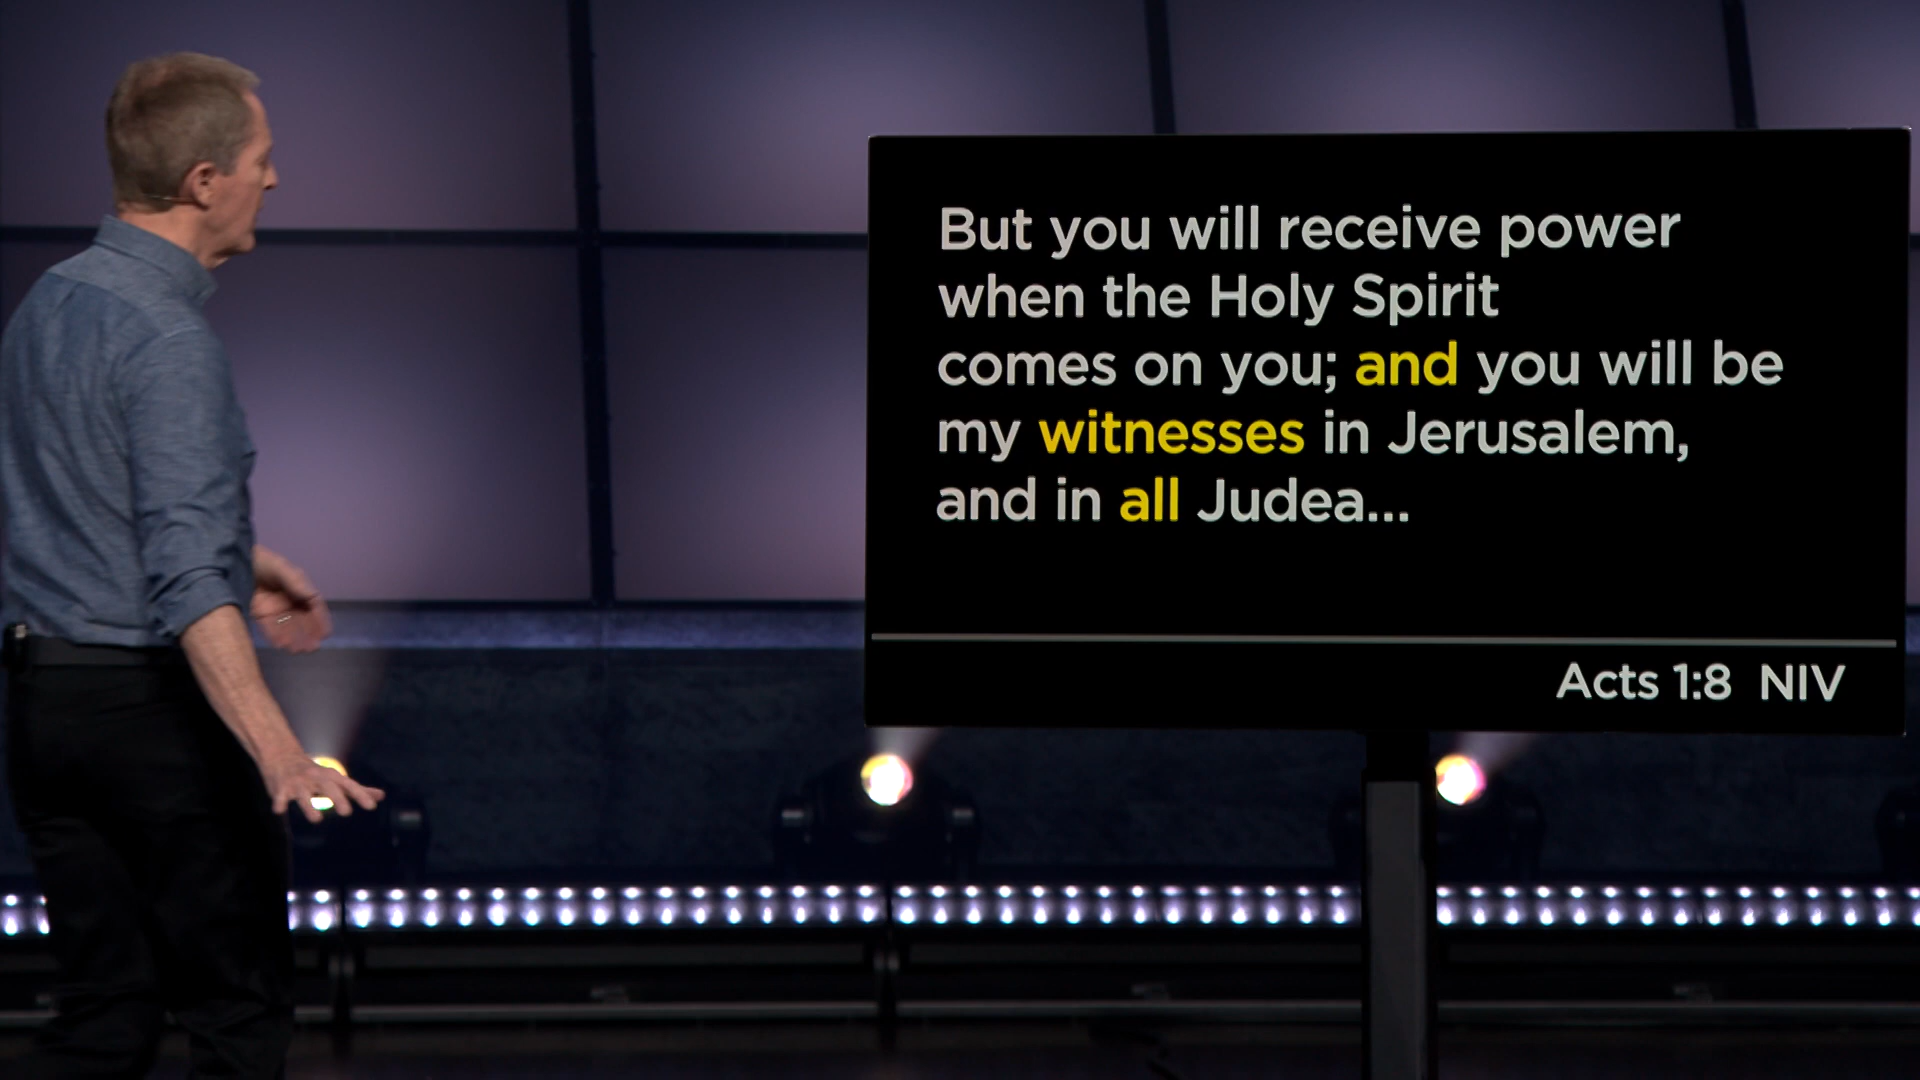 But you will receive power
when the Holy Spirit
comes on you; and you will be
my witnesses in Jerusalem,
and in all Judea...
Acts 1:8 NIV